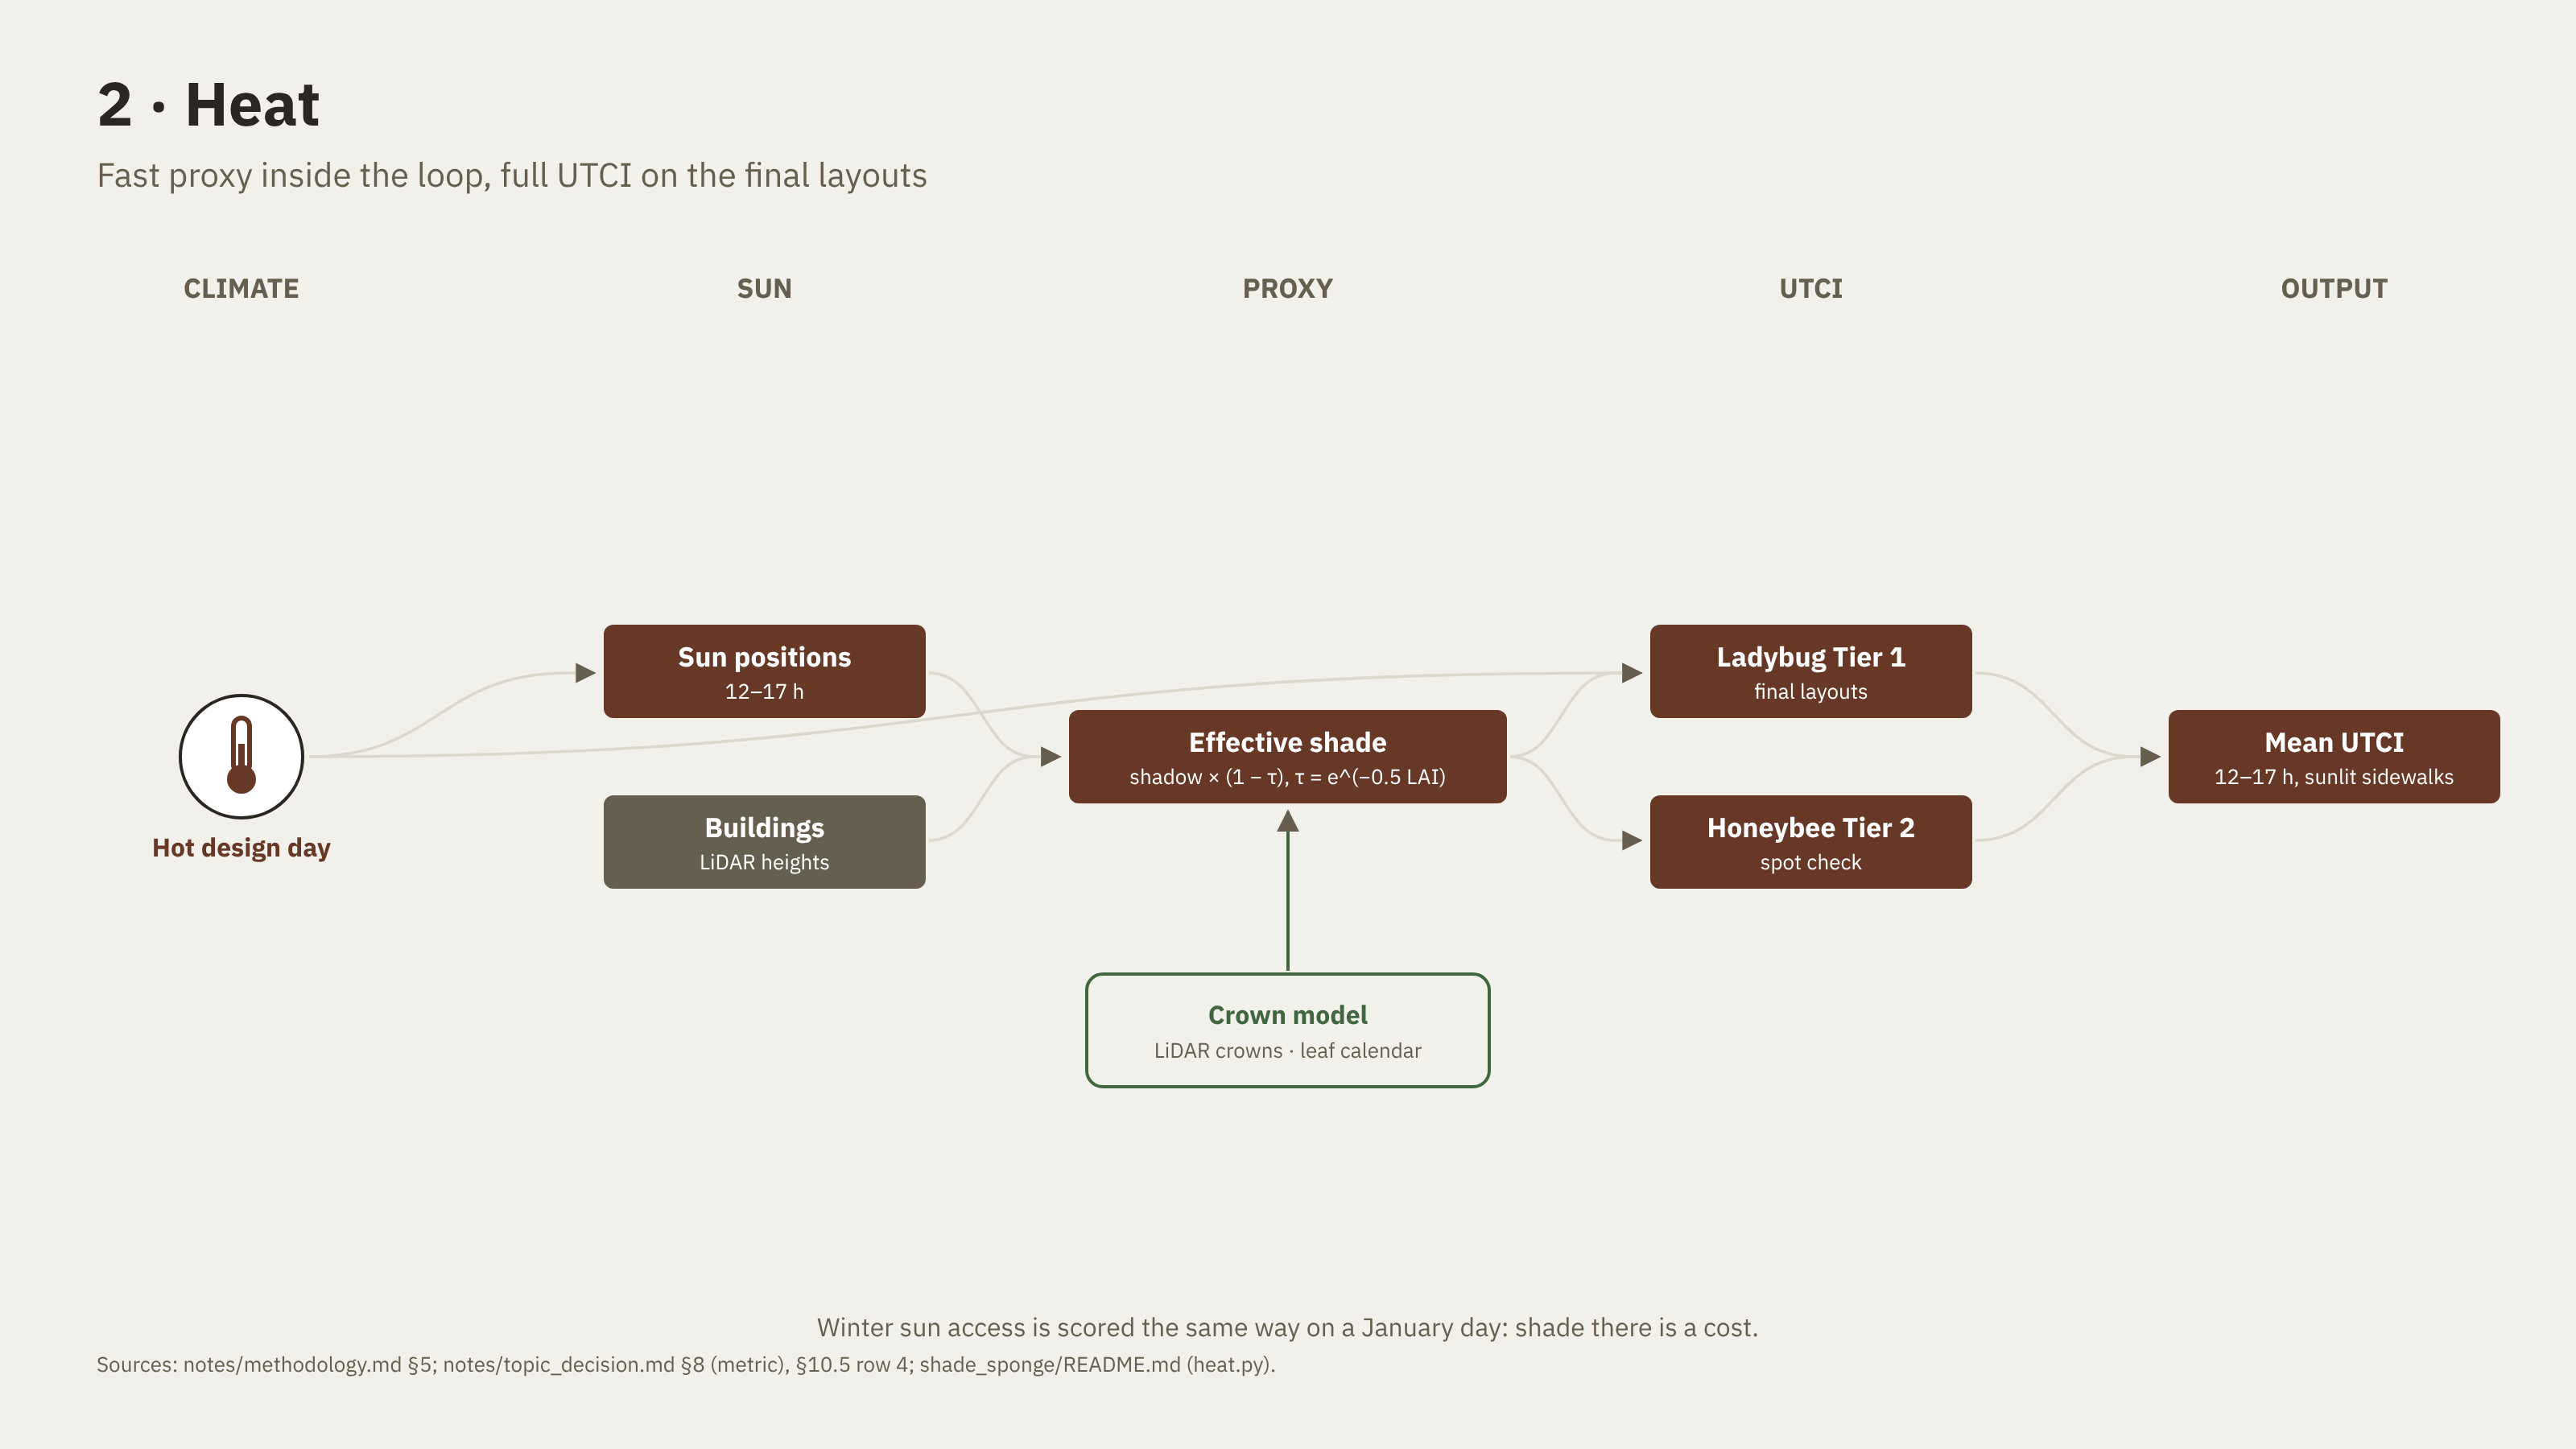 2 · Heat
Fast proxy inside the loop, full UTCI on the final layouts
CLIMATE
SUN
PROXY
UTCI
OUTPUT
Hot design day
Sun positions
12–17 h
Buildings
LiDAR heights
Effective shade
shadow × (1 − τ), τ = e^(−0.5 LAI)
Crown model
LiDAR crowns · leaf calendar
Ladybug Tier 1
final layouts
Honeybee Tier 2
spot check
Mean UTCI
12–17 h, sunlit sidewalks
Winter sun access is scored the same way on a January day: shade there is a cost.
Sources: notes/methodology.md §5; notes/topic_decision.md §8 (metric), §10.5 row 4; shade_sponge/README.md (heat.py).